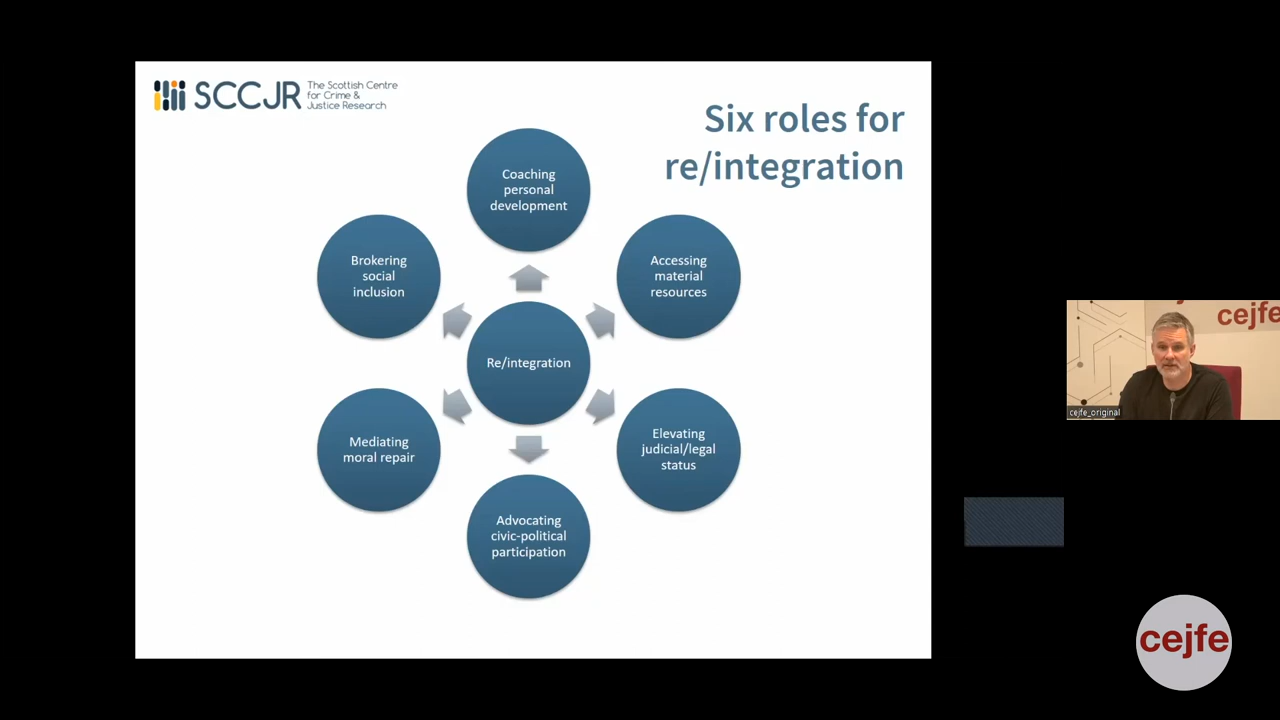 SCCJR
The Scottish Centre
for Crime &
Justice Research
Six roles for
re/integration
Coaching
personal
development
Brokering
social
inclusion
Accessing
material
resources
Re/integration
Mediating
moral repair
Elevating
judicial/legal
status
Advocating
civic-political
participation
cejfe
cejfe_original
cejfe